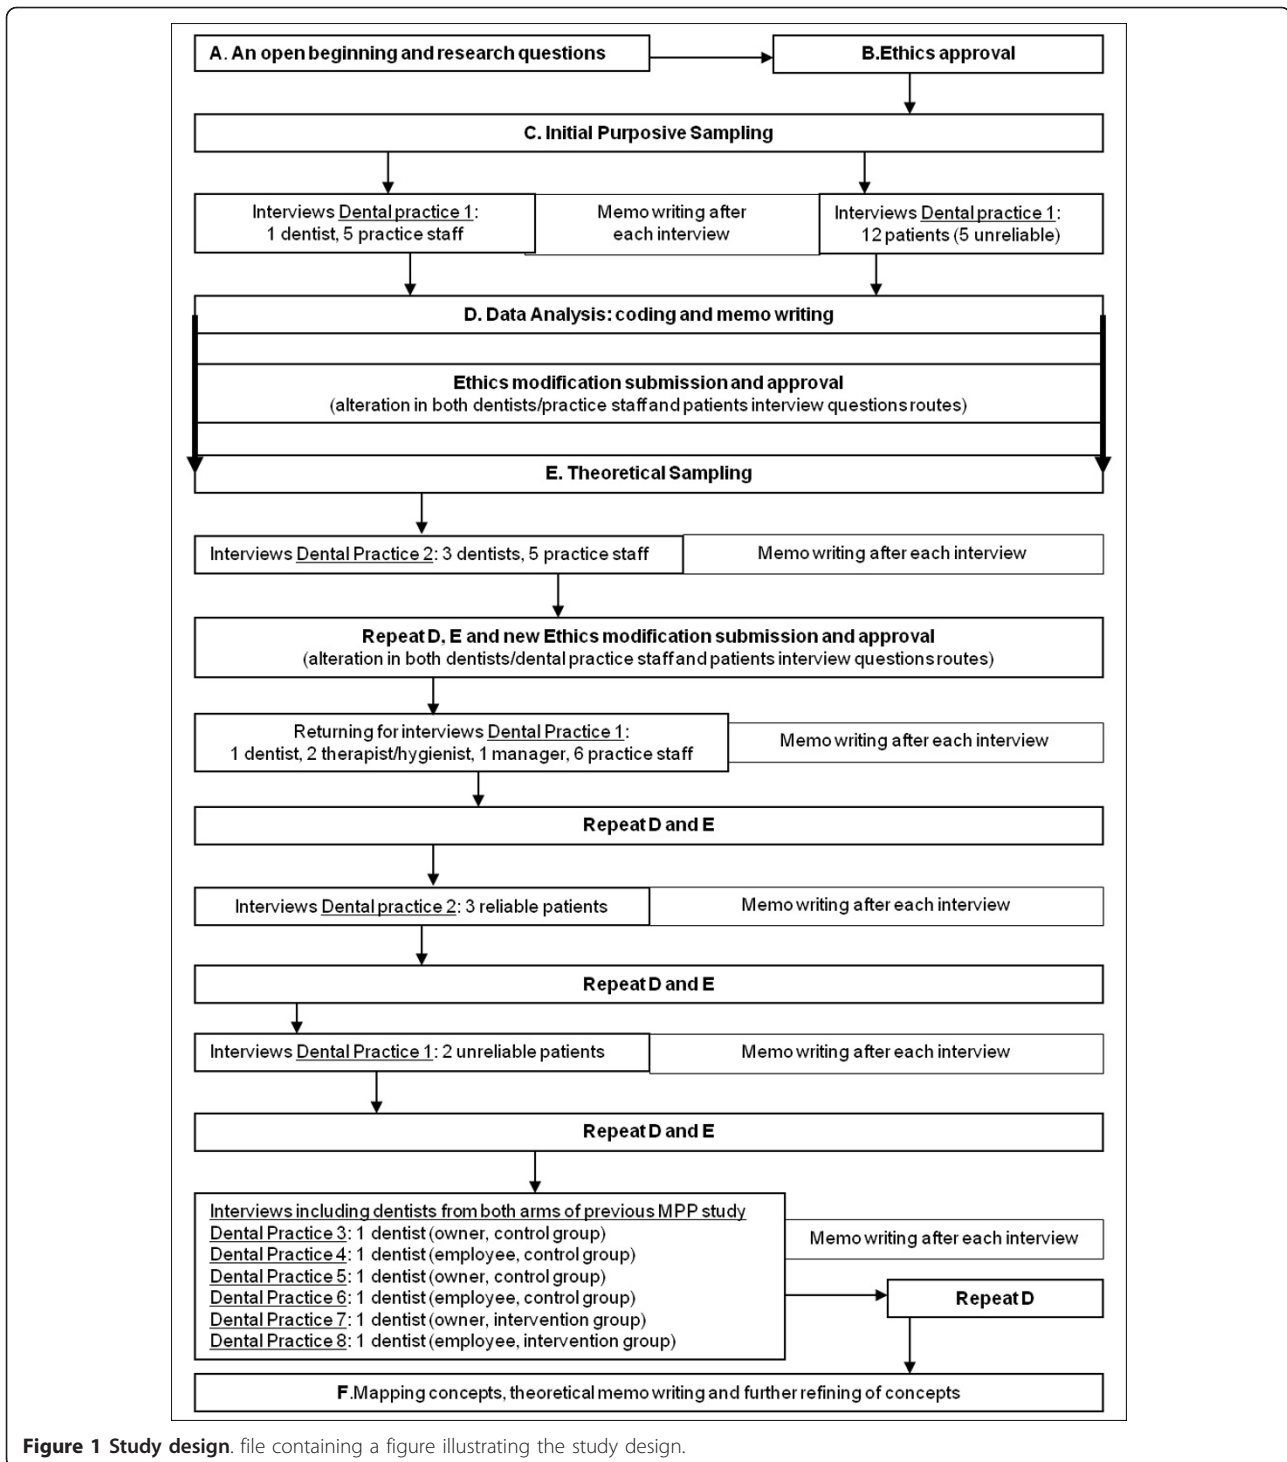 A. An open beginning and research questions
B.Ethics approval
C. Initial Purposive Sampling
Interviews Dental practice 1:
1 dentist, 5 practice staff
Memo writing after
each interview
Interviews Dental practice 1:
12 patients (5 unreliable)
D. Data Analysis: coding and memo writing
Ethics modification submission and approval
(alteration in both dentists/practice staff and patients interview questions routes)
E. Theoretical Sampling
Interviews Dental Practice 2: 3 dentists, 5 practice staff
Memo writing after each interview
Repeat D, E and new Ethics modification submission and approval
(alteration in both dentists/dental practice staff and patients interview questions routes)
Returning for interviews Dental Practice 1:
1 dentist, 2 therapist/hygienist, 1 manager, 6 practice staff
Memo writing after each interview
Repeat D and E
Interviews Dental practice 2: 3 reliable patients
Memo writing after each interview
Repeat D and E
Interviews Dental Practice 1: 2 unreliable patients
Memo writing after each interview
Repeat D and E
Interviews including dentists from both arms of previous MPP study
Dental Practice 3: 1 dentist (owner, control group)
Dental Practice 4: 1 dentist (employee, control group)
Dental Practice 5: 1 dentist (owner, control group)
Dental Practice 6: 1 dentist (employee, control group)
Dental Practice 7: 1 dentist (owner, intervention group)
Dental Practice 8: 1 dentist (employee, intervention group)
Memo writing after each interview
Repeat D
F.Mapping concepts, theoretical memo writing and further refining of concepts
Figure 1 Study design. file containing a figure illustrating the study design.